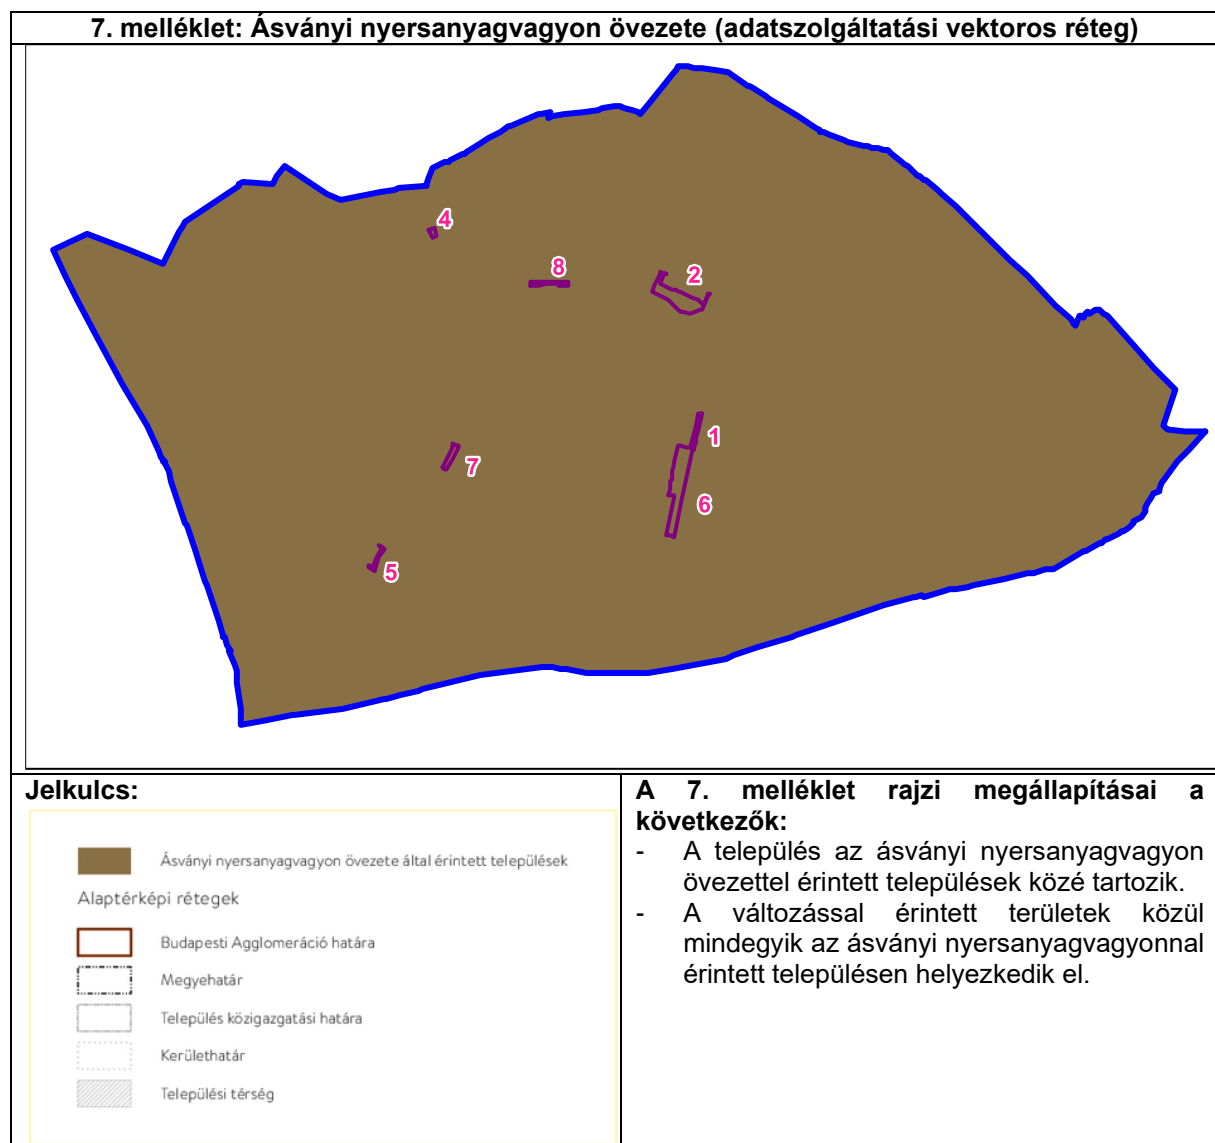 7. melléklet: Ásványi nyersanyagvagyon övezete (adatszolgáltatási vektoros réteg)
4
8
2
1
7
6
5
Jelkulcs:
Ásványi nyersanyagvagyon övezete által érintett települések
Alaptérképi rétegek
Budapesti Agglomeráció határa
Megyehatár
Település közigazgatási határa
Kerülethatár
Települési térség
A 7. melléklet rajzi megállapításai a
következők:
- A település az ásványi nyersanyagvagyon
övezettel érintett települések közé tartozik.
- A változással érintett területek közül
mindegyik az ásványi nyersanyagvagyonnal
érintett településen helyezkedik el.